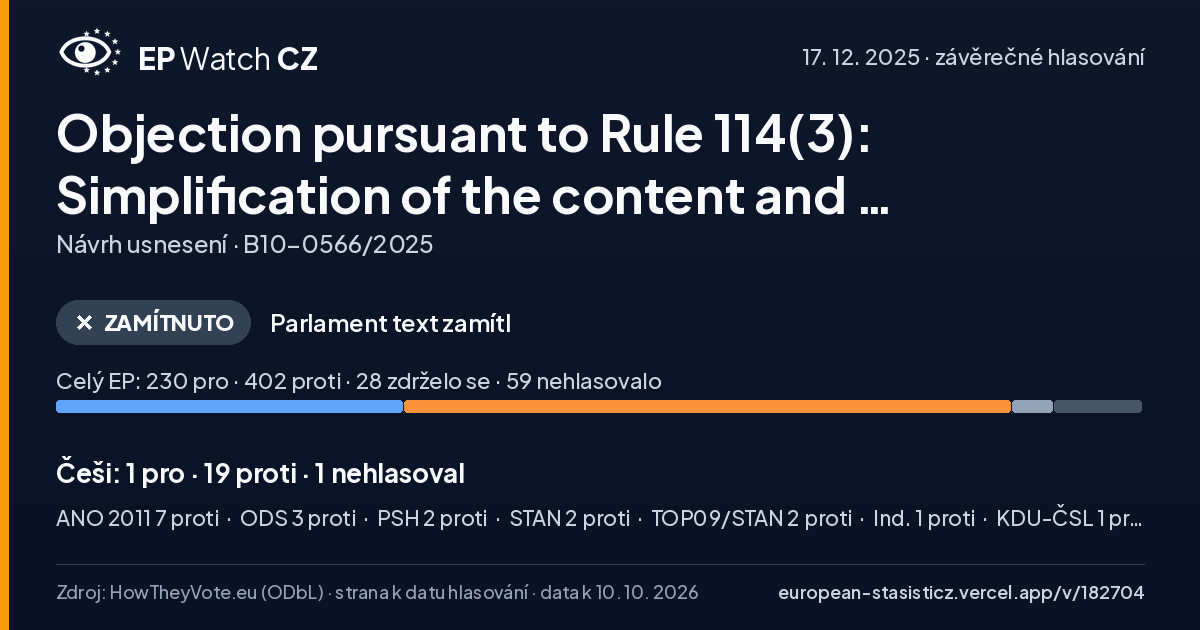 EP Watch CZ
17. 12. 2025 · závěrečné hlasování
Objection pursuant to Rule 114(3):
Simplification of the content and ...
Návrh usnesení · B10-0566/2025
✕ ZAMÍTNUTO
Parlament text zamítl
Celý EP: 230 pro · 402 proti · 28 zdrželo se · 59 nehlasovalo
Češi: 1 pro · 19 proti · 1 nehlasoval
ANO 2011 7 proti · ODS 3 proti · PSH 2 proti · STAN 2 proti · TOP09/STAN 2 proti · Ind. 1 proti · KDU-ČSL 1 pr...
Zdroj: HowTheyVote.eu (ODbL) · strana k datu hlasování · data k 10. 10. 2026
european-stasisticz.vercel.app/v/182704